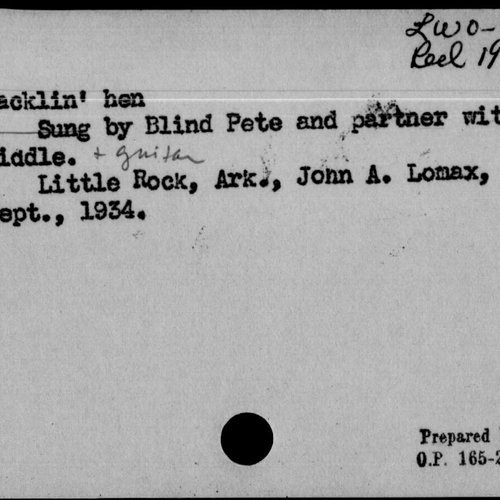 LWO-
Reel 19
acklin' hen
Sung by Blind Pete and partner wit
iddle. + guitar
Little Rock, Ark., John A. Lomax,
ept., 1934.
Prepared
O.P. 165-2